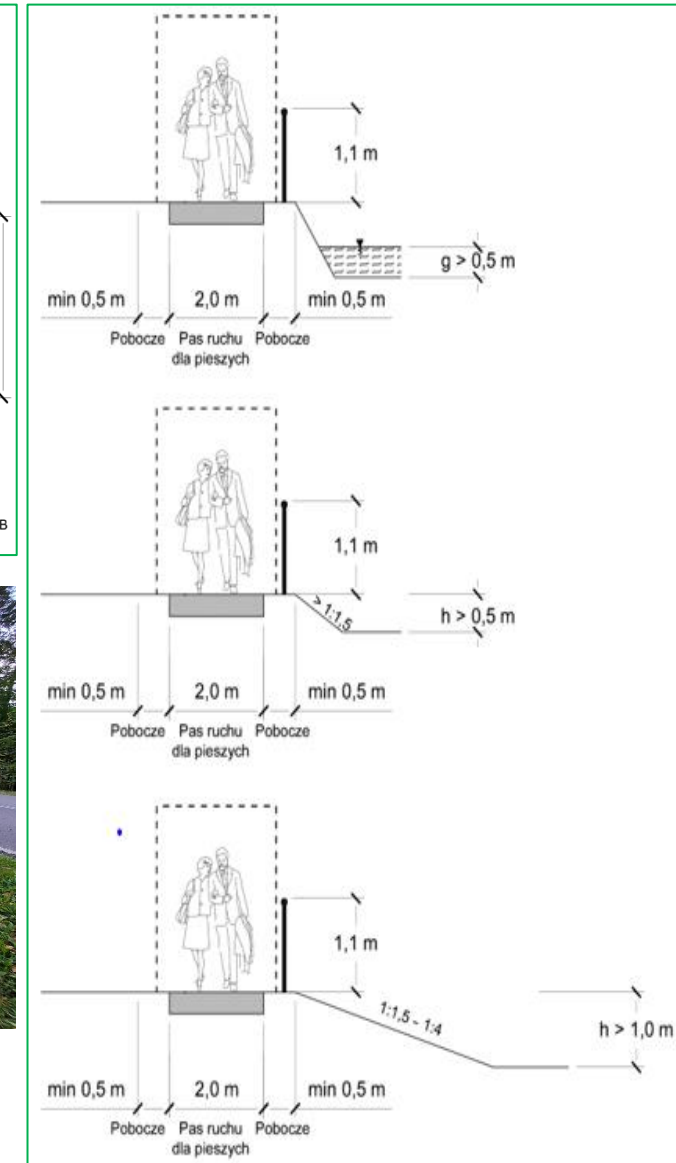 B
1,1 m
g > 0,5 m
min 0,5 m 2,0 m min 0,5 m
Pobocze Pas ruchu Pobocze
dla pieszych
1,1 m
> 1:1,5
h > 0,5 m
min 0,5 m 2,0 m min 0,5 m
Pobocze Pas ruchu Pobocze
dla pieszych
1,1 m
1:1,5 - 1:4
h > 1,0 m
min 0,5 m 2,0 m min 0,5 m
Pobocze Pas ruchu Pobocze
dla pieszych